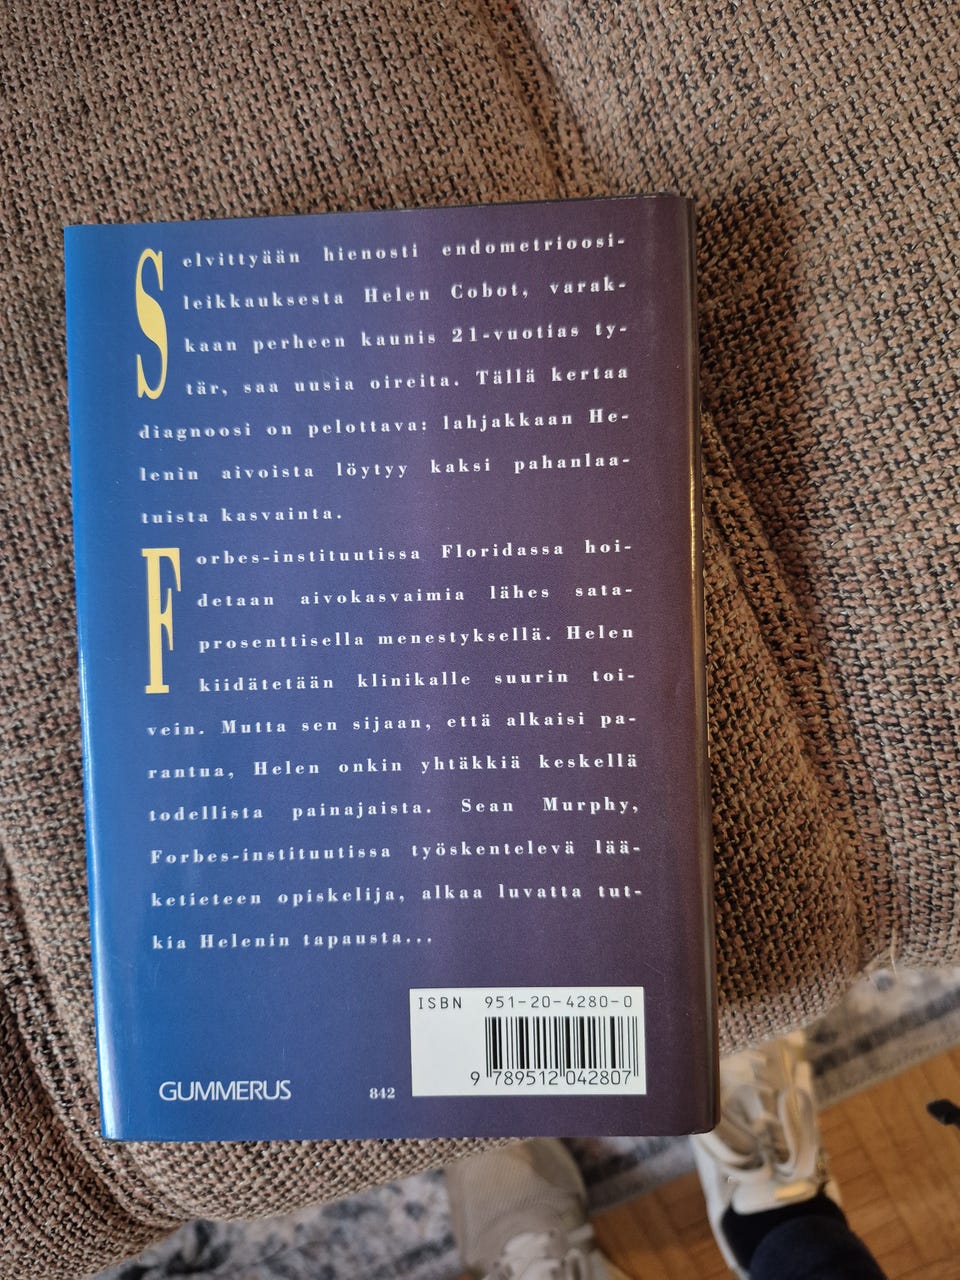 Selvittyään hienosti endometrioosi-
leikkauksesta Helen Cobot, varak-
kaan perheen kaunis 21-vuotias ty-
tär, saa uusia oireita. Tällä kertaa
diagnoosi on pelottava: lahjakkaan He-
lenin aivoista löytyy kaksi pahanlaa-
tuista kasvainta.
Forbes-instituutissa Floridassa hoi-
detaan aivokasvaimia lähes sata-
prosenttisella menestyksellä. Helen
kiidätetään klinikalle suurin toi-
vein. Mutta sen sijaan, että alkaisi pa-
rantua, Helen onkin yhtäkkiä keskellä
todellista painajaista. Sean Murphy,
Forbes-instituutissa työskentelevä lää-
ketieteen opiskelija, alkaa luvatta tut-
kia Helenin tapausta...
ISBN 951-20-4280-0
9 789512 042807
GUMMERUS 842